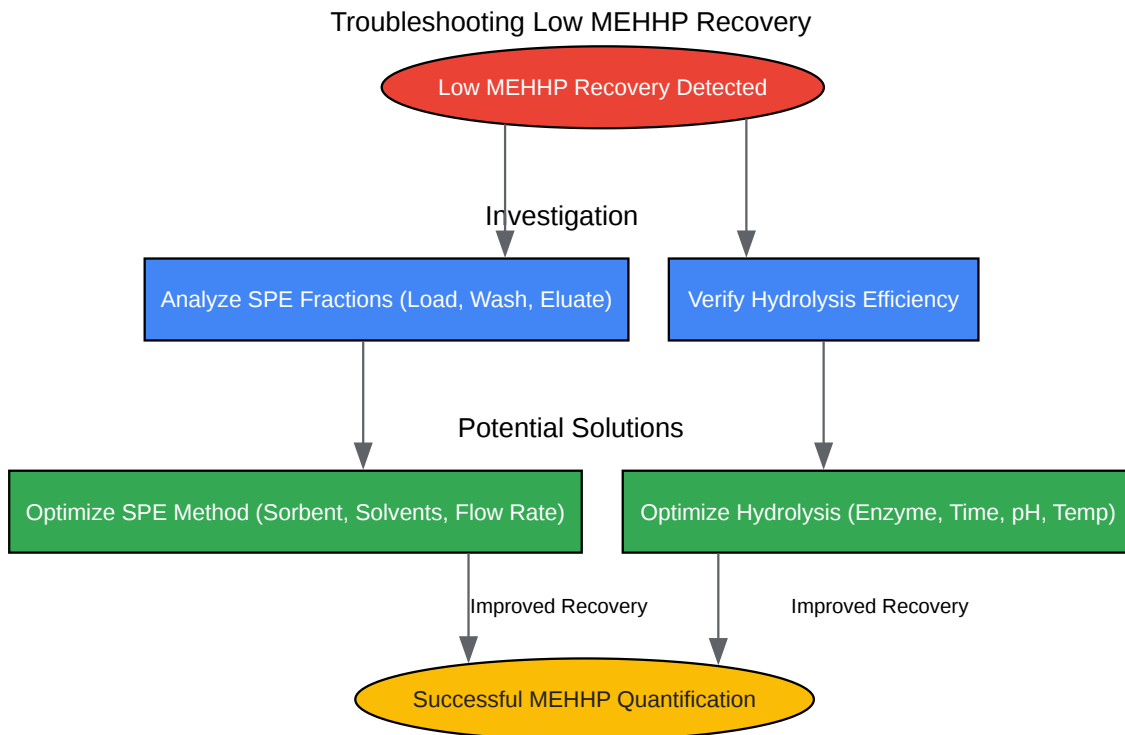 Troubleshooting Low MEHHP Recovery
Low MEHHP Recovery Detected
Investigation
Analyze SPE Fractions (Load, Wash, Eluate)
Verify Hydrolysis Efficiency
Potential Solutions
Optimize SPE Method (Sorbent, Solvents, Flow Rate)
Optimize Hydrolysis (Enzyme, Time, pH, Temp)
Improved Recovery
Improved Recovery
Successful MEHHP Quantification